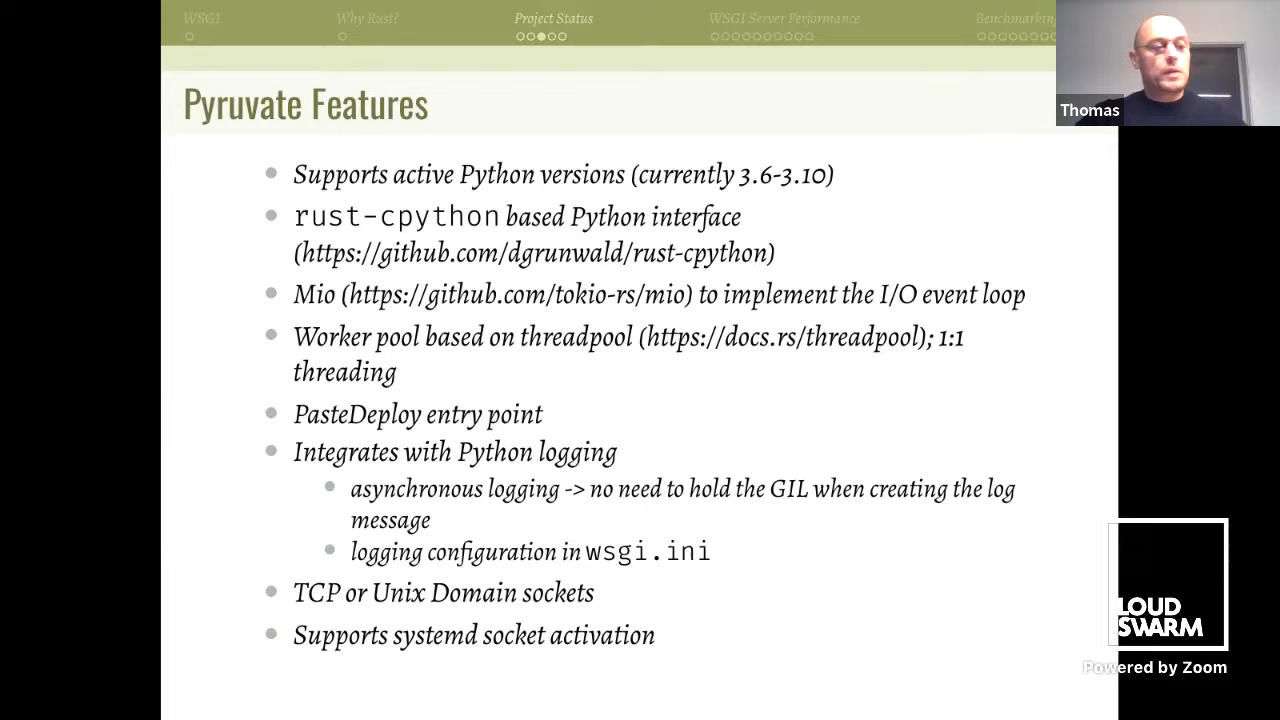 WSGI
Why Rust?
Project Status
WSGI Server Performance
Benchmarking
Thomas
Pyruvate Features
Supports active Python versions (currently 3.6-3.10)
rust-cpython based Python interface
(https://github.com/dgrunwald/rust-cpython)
Mio (https://github.com/tokio-rs/mio) to implement the I/O event loop
Worker pool based on threadpool (https://docs.rs/threadpool); 1:1
threading
PasteDeploy entry point
Integrates with Python logging
asynchronous logging -> no need to hold the GIL when creating the log
message
logging configuration in wsgi.ini
TCP or Unix Domain sockets
Supports systemd socket activation
LOUD
SWARM
Powered by Zoom